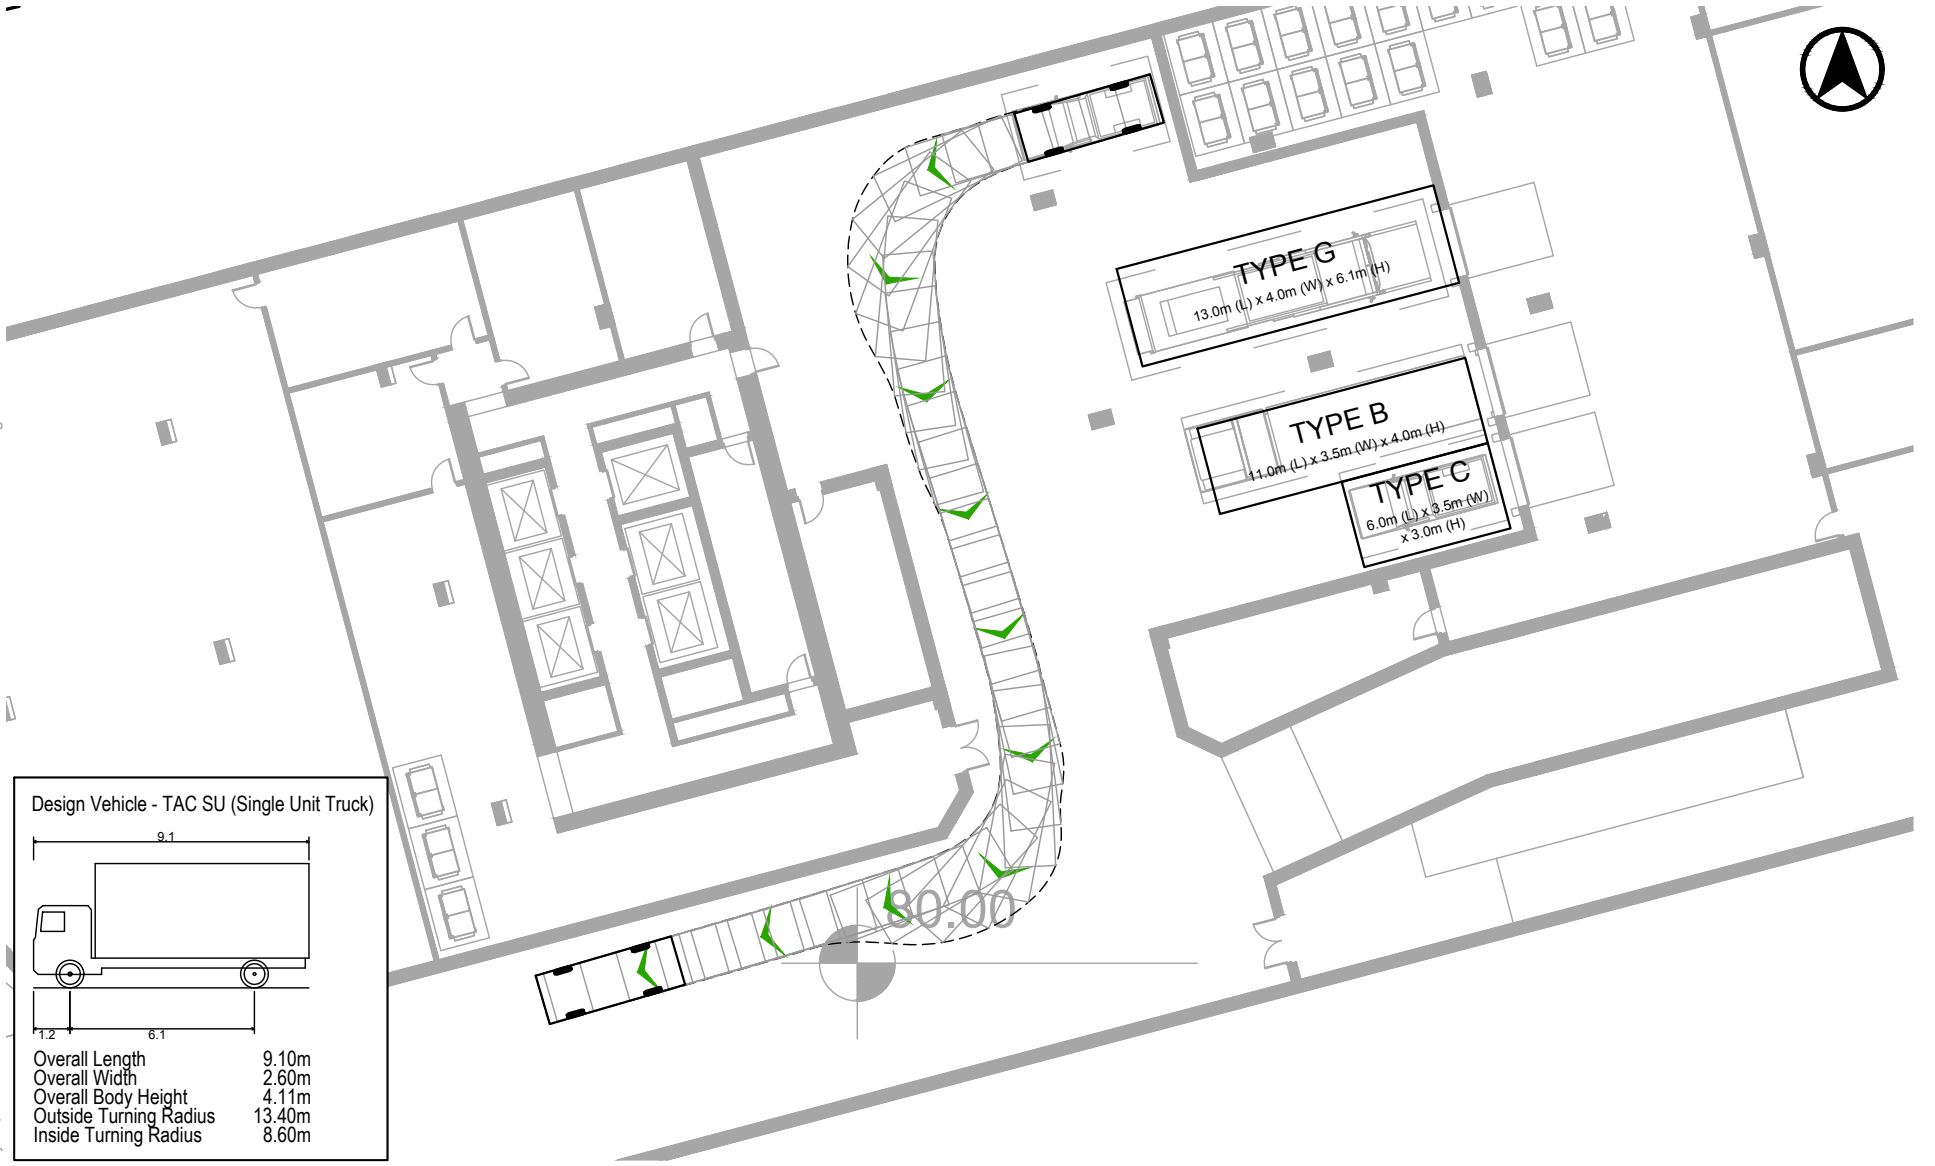 TYPE G
13.0m (L) x 4.0m (W) x 6.1m (H)
TYPE B
11.0m (L) x 3.5m (W) x 4.0m (H)
TYPE C
6.0m (L) x 3.5m (W)
x 3.0m (H)
80.00
Design Vehicle - TAC SU (Single Unit Truck)
9.1
1.2
6.1
Overall Length 9.10m
Overall Width 2.60m
Overall Body Height 4.11m
Outside Turning Radius 13.40m
Inside Turning Radius 8.60m